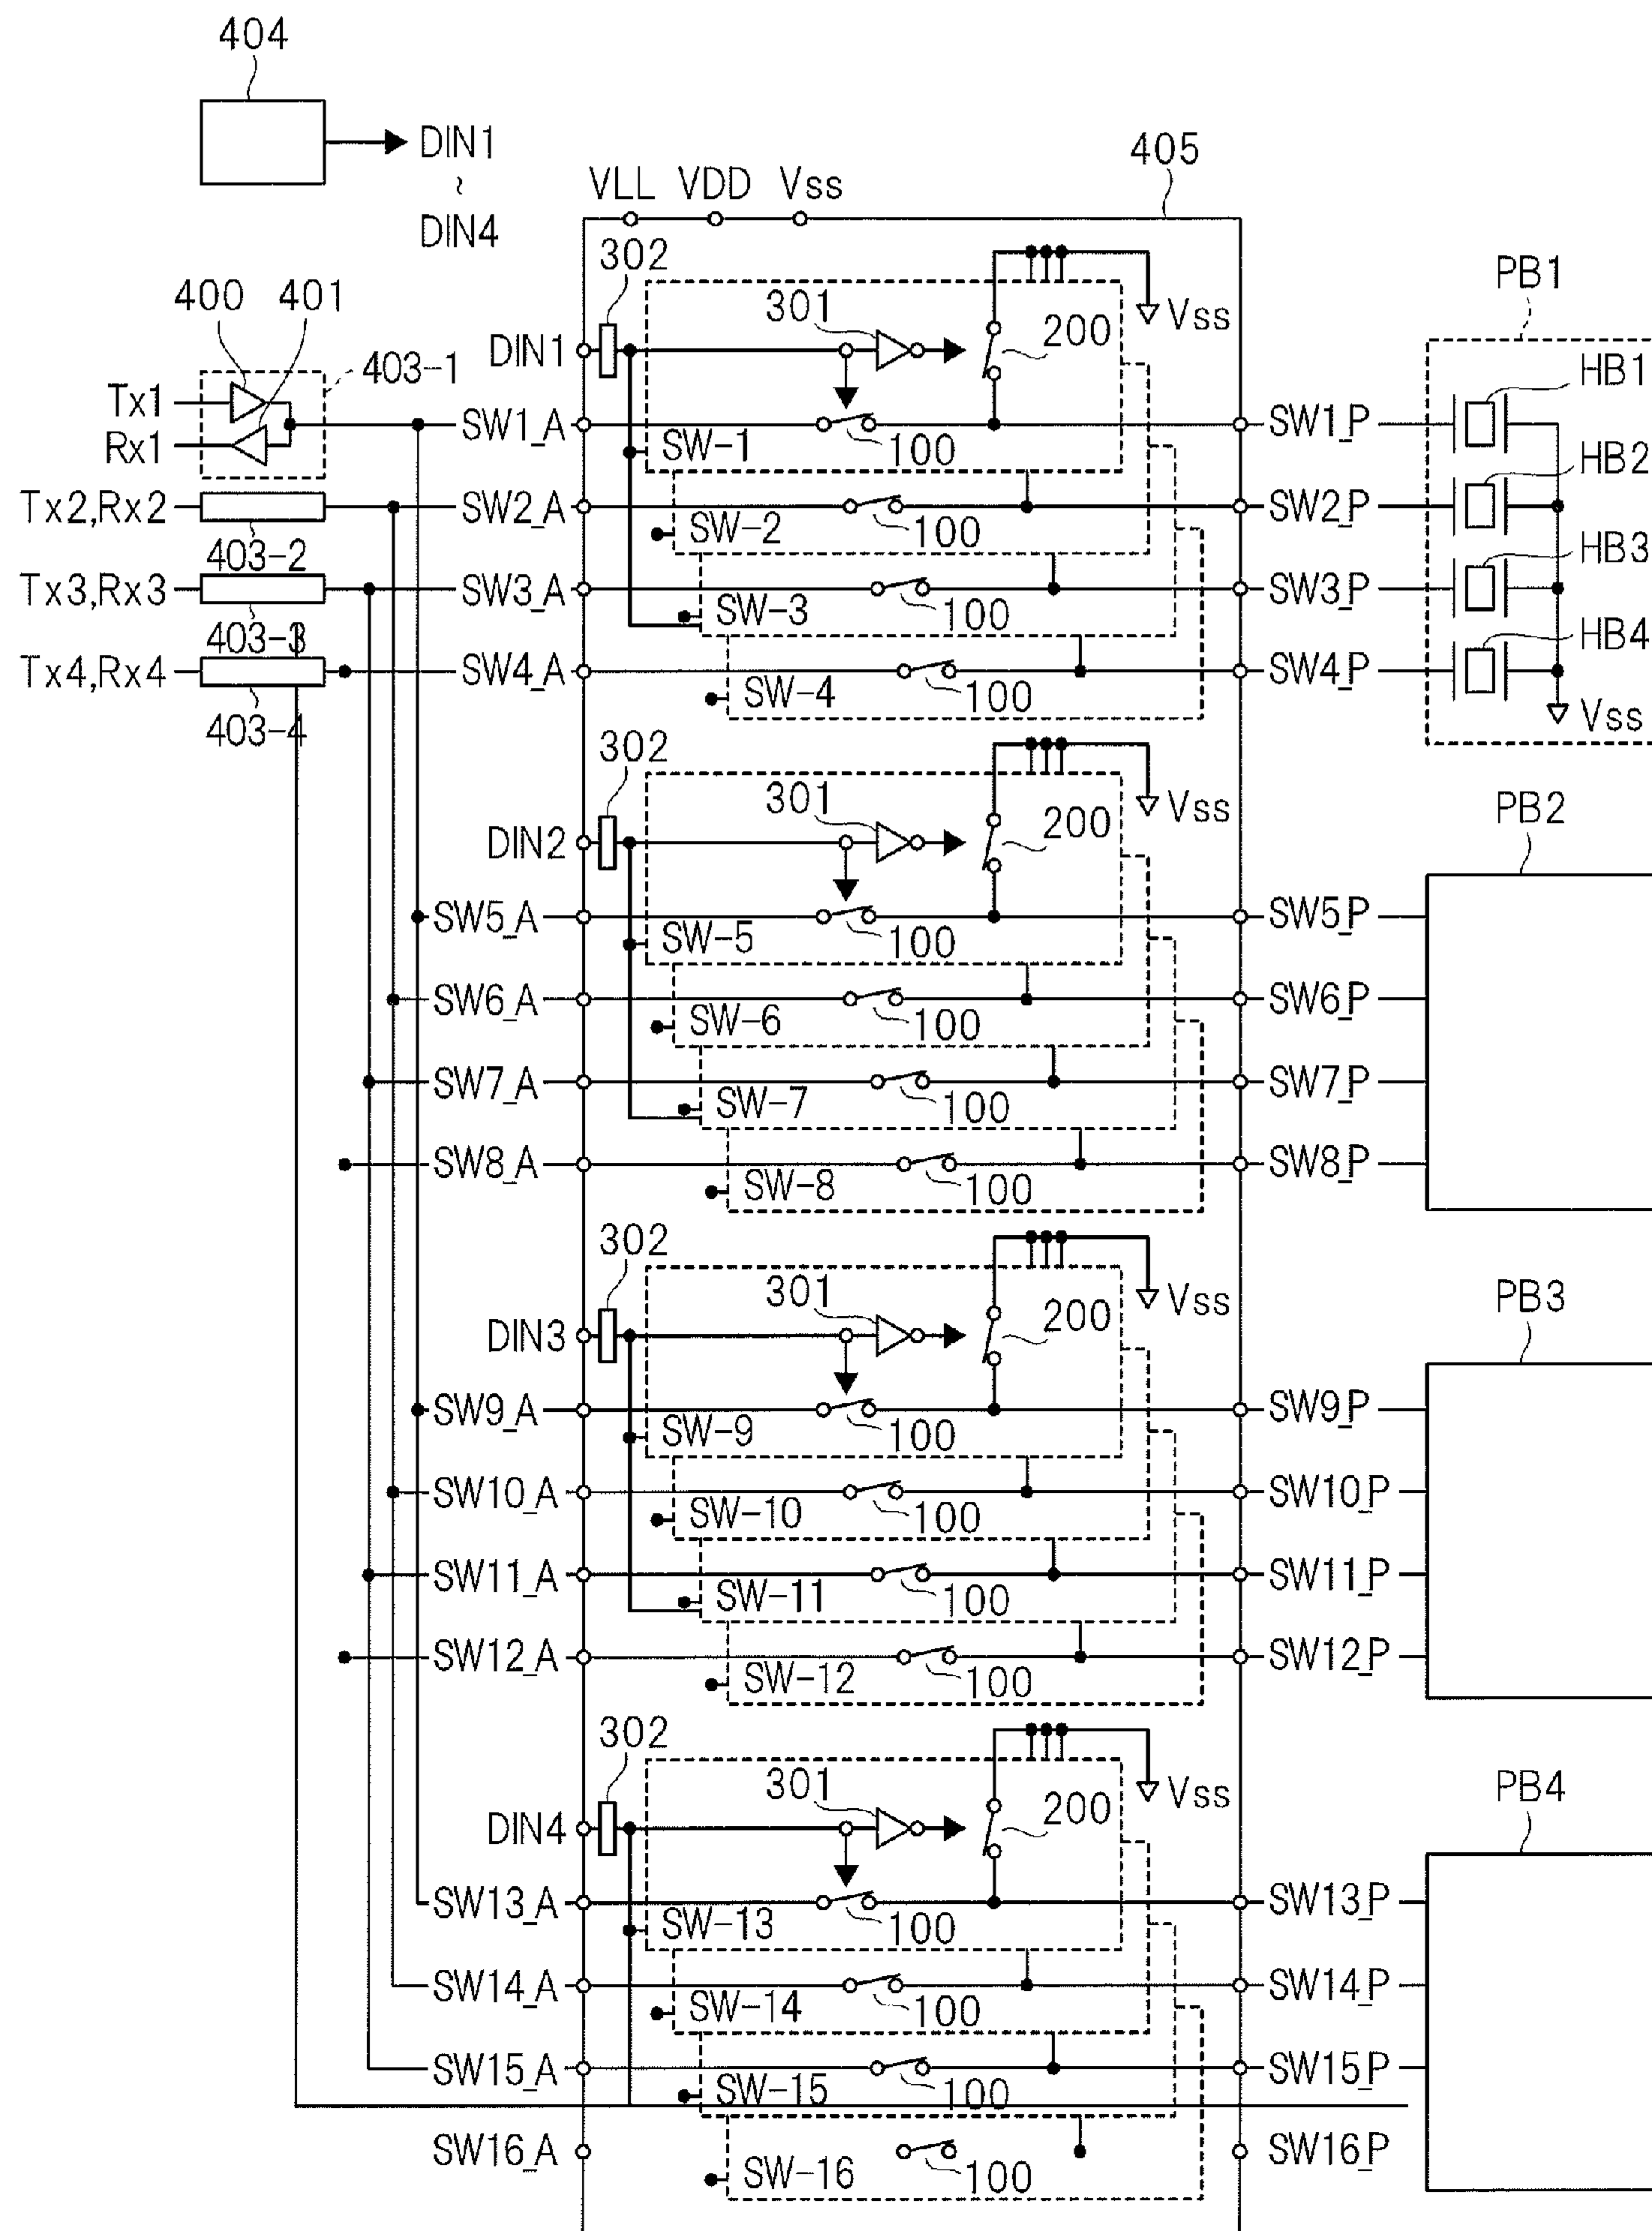 404
DIN1
~
DIN4
405
VLL VDD Vss
302
400 401
403-1
301
200
Vss
PB1
DIN1
HB1
Tx1
SW1_A
SW-1
100
SW1_P
Rx1
HB2
Tx2,Rx2
403-2
SW2_A
SW-2
100
SW2_P
HB3
Tx3,Rx3
403-3
SW3_A
SW-3
100
SW3_P
HB4
Tx4,Rx4
403-4
SW4_A
SW-4
100
SW4_P
Vss
302
301
200
Vss
PB2
DIN2
SW5_A
SW-5
100
SW5_P
SW6_A
SW-6
100
SW6_P
SW7_A
SW-7
100
SW7_P
SW8_A
SW-8
100
SW8_P
302
301
200
Vss
PB3
DIN3
SW9_A
SW-9
100
SW9_P
SW10_A
SW-10
100
SW10_P
SW11_A
SW-11
100
SW11_P
SW12_A
SW-12
100
SW12_P
302
301
200
Vss
PB4
DIN4
SW13_A
SW-13
100
SW13_P
SW14_A
SW-14
100
SW14_P
SW15_A
SW-15
100
SW15_P
SW16_A
SW-16
100
SW16_P